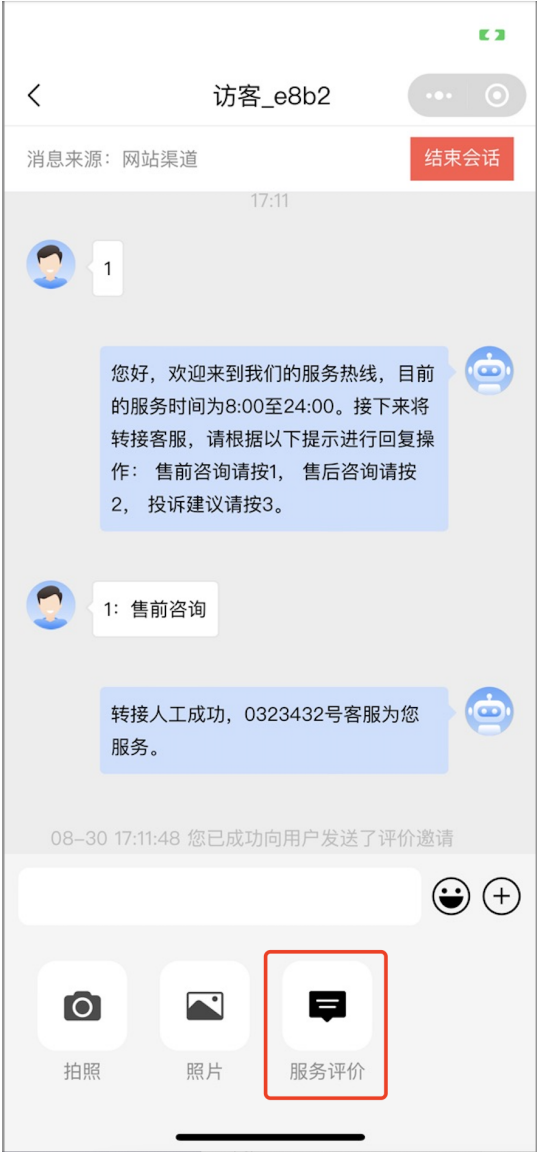 访客_e8b2
消息来源：网站渠道
结束会话
17:11
1
您好，欢迎来到我们的服务热线，目前
的服务时间为8:00至24:00。接下来将
转接客服，请根据以下提示进行回复操
作： 售前咨询请按1， 售后咨询请按
2， 投诉建议请按3。
1：售前咨询
转接人工成功，0323432号客服为您
服务。
08-30 17:11:48 您已成功向用户发送了评价邀请
拍照
照片
服务评价